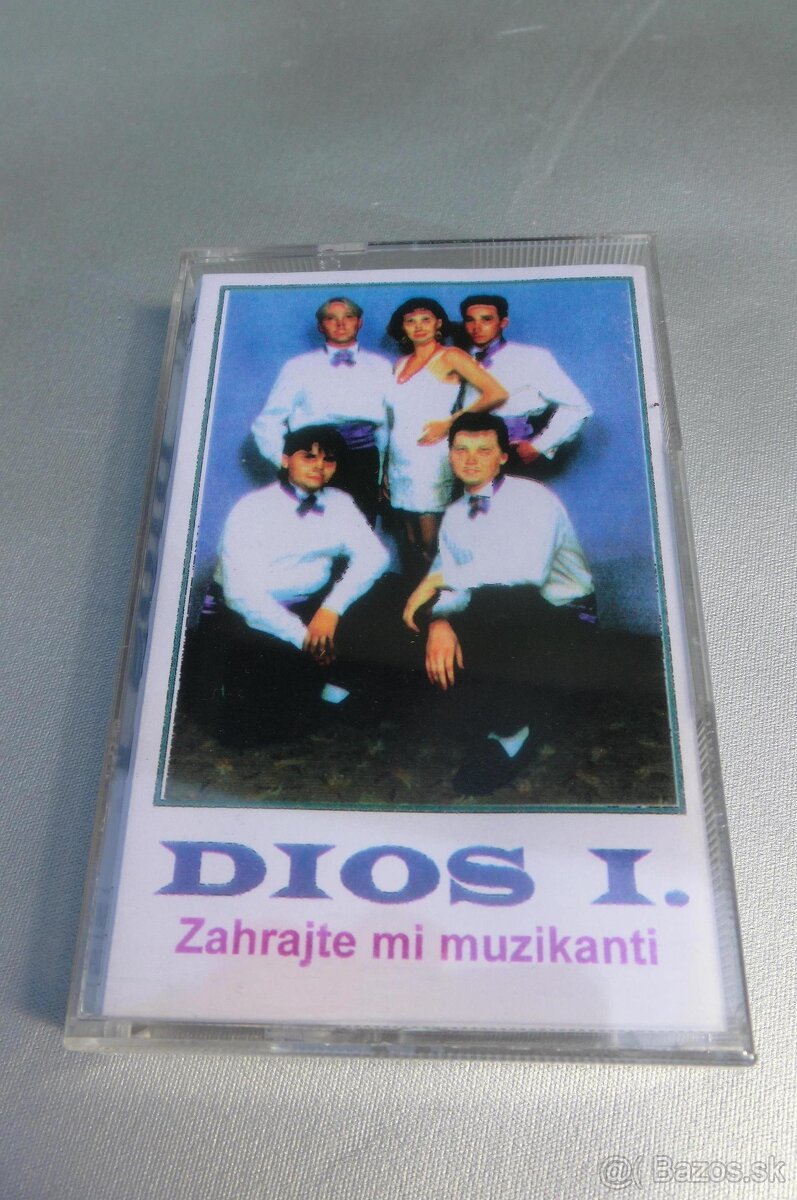 DIOS I.
Zahrajte mi muzikanti
@( Bazos.sk